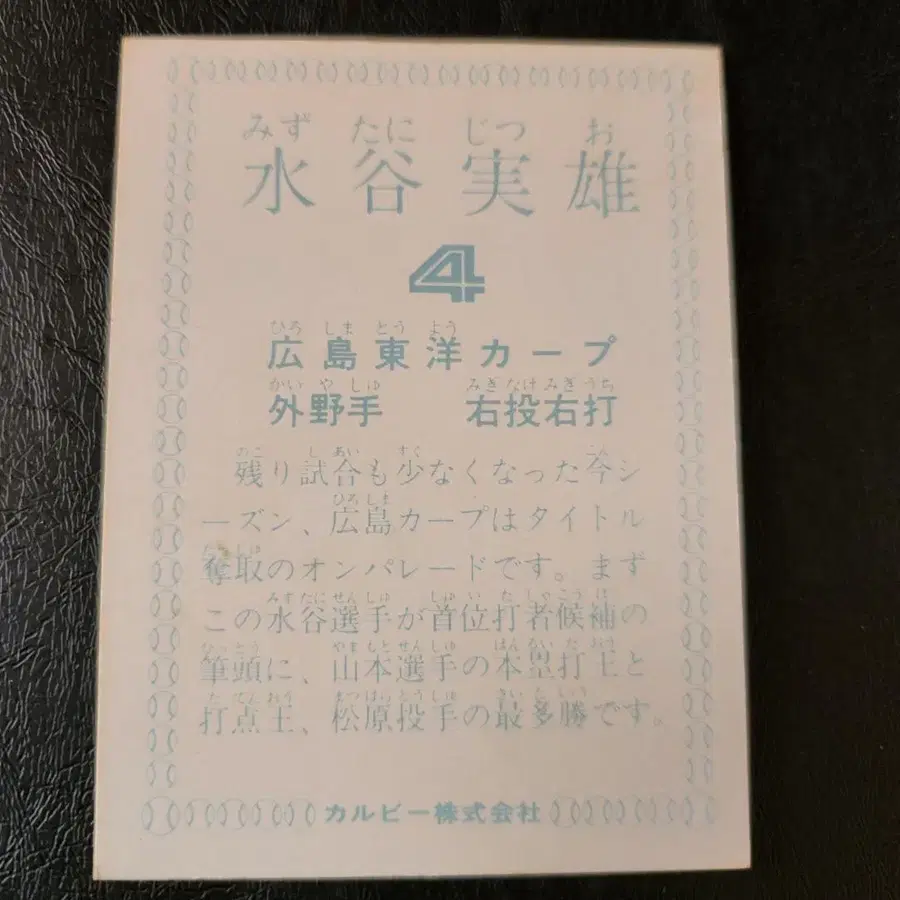 みず たに じつ お
水谷実雄
4
ひろ しま とう よう
広島東洋カープ
かい や しゅ みぎ なげ みぎ うち
外野手 右投右打
のこ し あい すく こん
残り試合も少なくなった今シ
ひろ しま
ーズン、広島カープはタイトル
しゅ
奪取のオンパレードです。まず
みず たに せん しゅ しゅ い だ しゃ こう ほ
この水谷選手が首位打者候補の
ひっ とう やま もと せん しゅ ほん るい だ おう
筆頭に、山本選手の本塁打王と
だ てん おう まつ ばら とう しゅ さい た しょう
打点王、松原投手の最多勝です。
カルビー株式会社